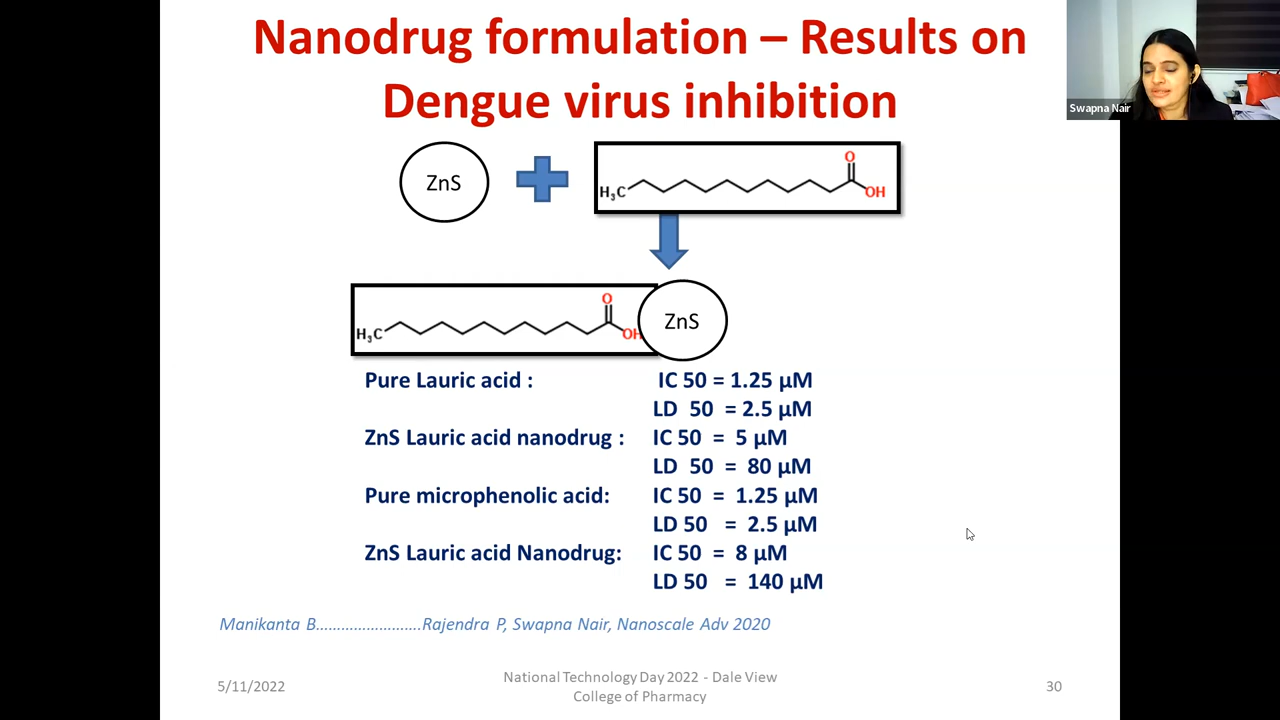 Nanodrug formulation – Results on
Dengue virus inhibition
Swapna Nair
ZnS
H₃C
O
OH
H₃C
O
OH
ZnS
Pure Lauric acid : IC 50 = 1.25 µM
LD 50 = 2.5 µM
ZnS Lauric acid nanodrug : IC 50 = 5 µM
LD 50 = 80 µM
Pure microphenolic acid: IC 50 = 1.25 µM
LD 50 = 2.5 µM
ZnS Lauric acid Nanodrug: IC 50 = 8 µM
LD 50 = 140 µM
Manikanta B…………………….Rajendra P, Swapna Nair, Nanoscale Adv 2020
5/11/2022
National Technology Day 2022 - Dale View
College of Pharmacy
30